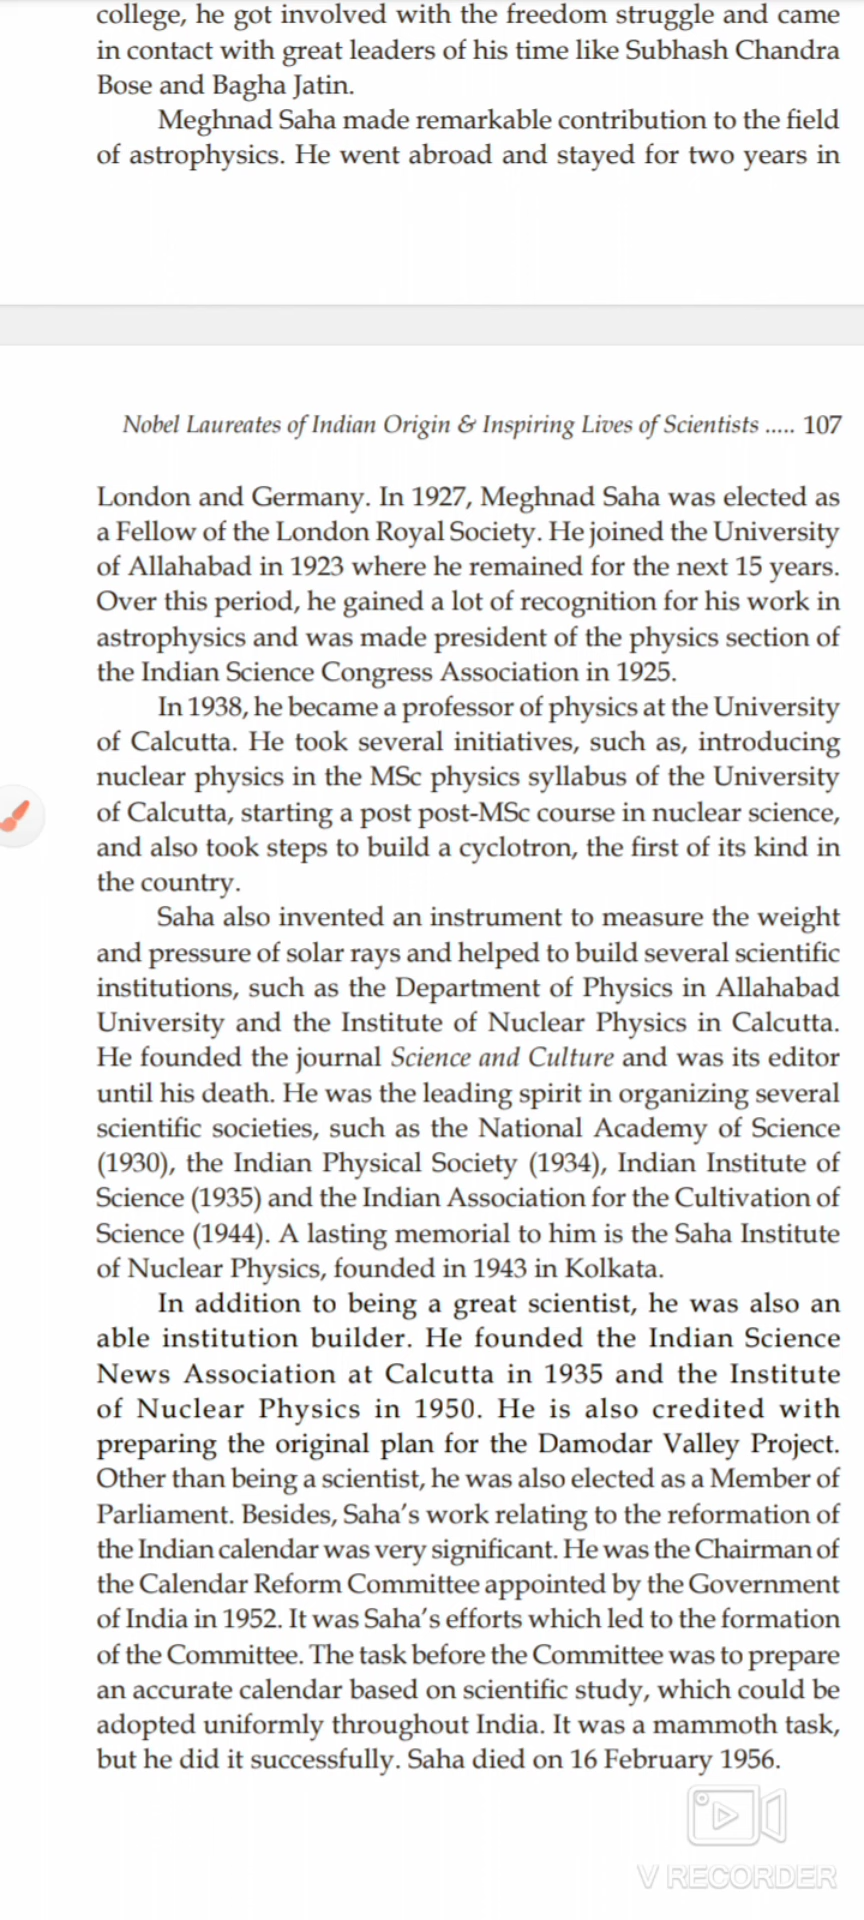 college, he got involved with the freedom struggle and came
in contact with great leaders of his time like Subhash Chandra
Bose and Bagha Jatin.
Meghnad Saha made remarkable contribution to the field
of astrophysics. He went abroad and stayed for two years in
Nobel Laureates of Indian Origin & Inspiring Lives of Scientists ..... 107
London and Germany. In 1927, Meghnad Saha was elected as
a Fellow of the London Royal Society. He joined the University
of Allahabad in 1923 where he remained for the next 15 years.
Over this period, he gained a lot of recognition for his work in
astrophysics and was made president of the physics section of
the Indian Science Congress Association in 1925.
In 1938, he became a professor of physics at the University
of Calcutta. He took several initiatives, such as, introducing
nuclear physics in the MSc physics syllabus of the University
of Calcutta, starting a post post-MSc course in nuclear science,
and also took steps to build a cyclotron, the first of its kind in
the country.
Saha also invented an instrument to measure the weight
and pressure of solar rays and helped to build several scientific
institutions, such as the Department of Physics in Allahabad
University and the Institute of Nuclear Physics in Calcutta.
He founded the journal Science and Culture and was its editor
until his death. He was the leading spirit in organizing several
scientific societies, such as the National Academy of Science
(1930), the Indian Physical Society (1934), Indian Institute of
Science (1935) and the Indian Association for the Cultivation of
Science (1944). A lasting memorial to him is the Saha Institute
of Nuclear Physics, founded in 1943 in Kolkata.
In addition to being a great scientist, he was also an
able institution builder. He founded the Indian Science
News Association at Calcutta in 1935 and the Institute
of Nuclear Physics in 1950. He is also credited with
preparing the original plan for the Damodar Valley Project.
Other than being a scientist, he was also elected as a Member of
Parliament. Besides, Saha's work relating to the reformation of
the Indian calendar was very significant. He was the Chairman of
the Calendar Reform Committee appointed by the Government
of India in 1952. It was Saha's efforts which led to the formation
of the Committee. The task before the Committee was to prepare
an accurate calendar based on scientific study, which could be
adopted uniformly throughout India. It was a mammoth task,
but he did it successfully. Saha died on 16 February 1956.
V RECORDER